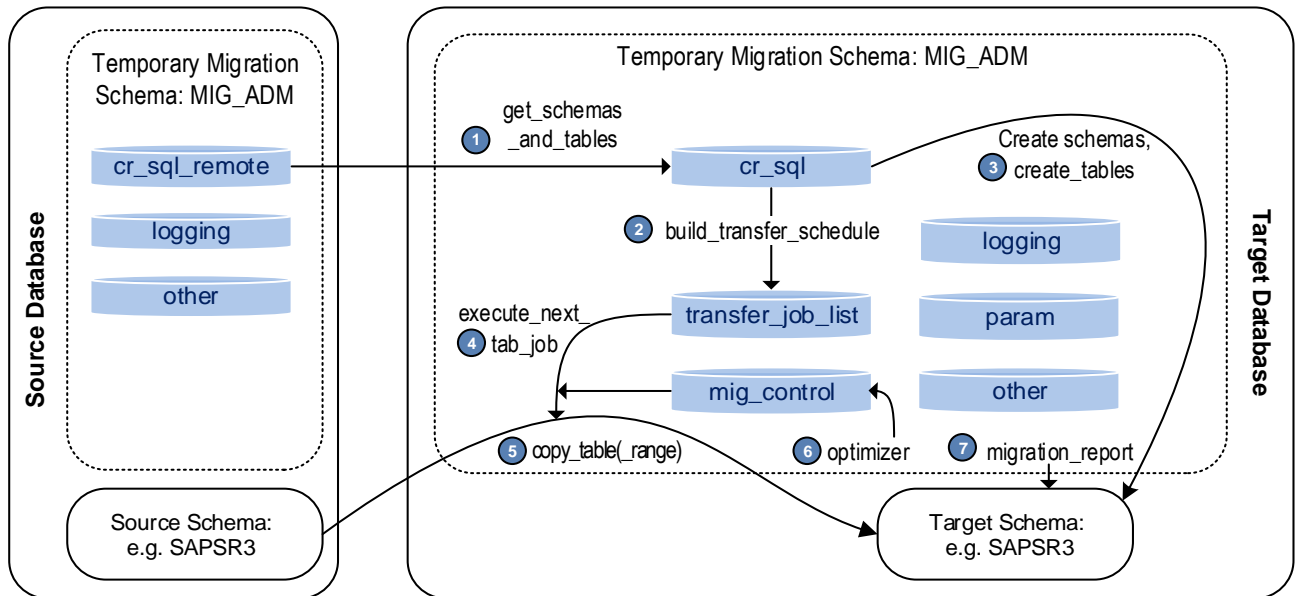 Source Database
Temporary Migration
Schema: MIG_ADM
cr_sql_remote
logging
other
Source Schema:
e.g. SAPSR3
Temporary Migration Schema: MIG_ADM
1
get_schemas
_and_tables
cr_sql
3
Create schemas,
create_tables
2
build_transfer_schedule
logging
transfer_job_list
param
execute_next_
4
tab_job
mig_control
other
5
copy_table(_range)
6
optimizer
7
migration_report
Target Schema:
e.g. SAPSR3
Target Database